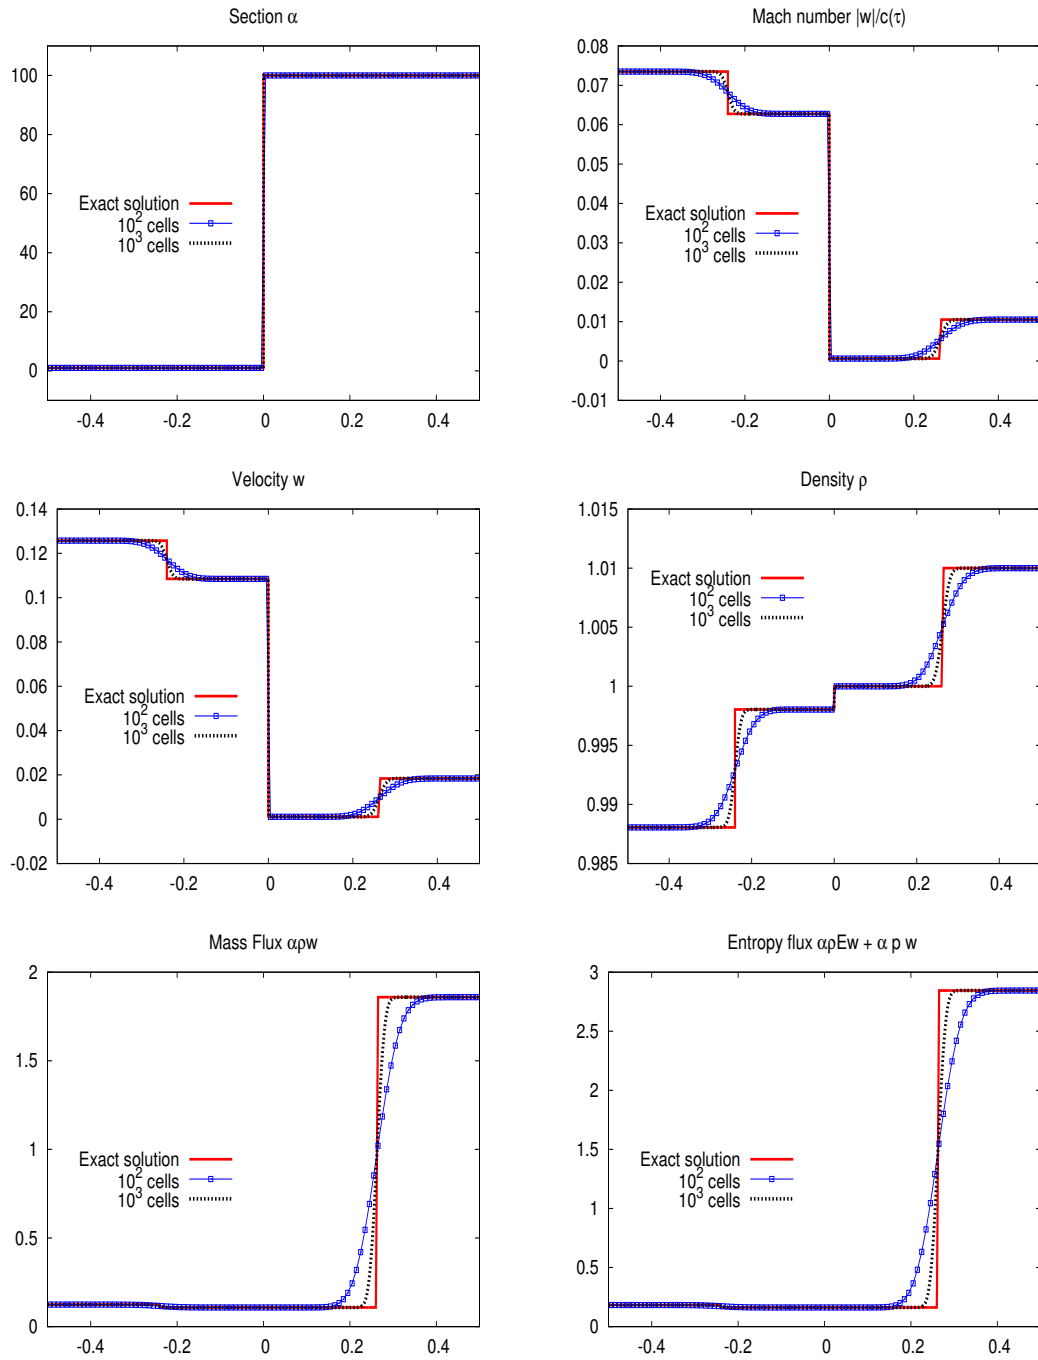 Section α
100
80
60
40
20
0
-0.4 -0.2 0 0.2 0.4
Exact solution
10² cells
10³ cells
Mach number |w|/c(τ)
0.08
0.07
0.06
0.05
0.04
0.03
0.02
0.01
0
-0.01
-0.4 -0.2 0 0.2 0.4
Exact solution
10² cells
10³ cells
Velocity w
0.14
0.12
0.1
0.08
0.06
0.04
0.02
0
-0.02
-0.4 -0.2 0 0.2 0.4
Exact solution
10² cells
10³ cells
Density ρ
1.015
1.01
1.005
1
0.995
0.99
0.985
-0.4 -0.2 0 0.2 0.4
Exact solution
10² cells
10³ cells
Mass Flux αρw
2
1.5
1
0.5
0
-0.4 -0.2 0 0.2 0.4
Exact solution
10² cells
10³ cells
Entropy flux αρEw + α p w
3
2.5
2
1.5
1
0.5
0
-0.4 -0.2 0 0.2 0.4
Exact solution
10² cells
10³ cells